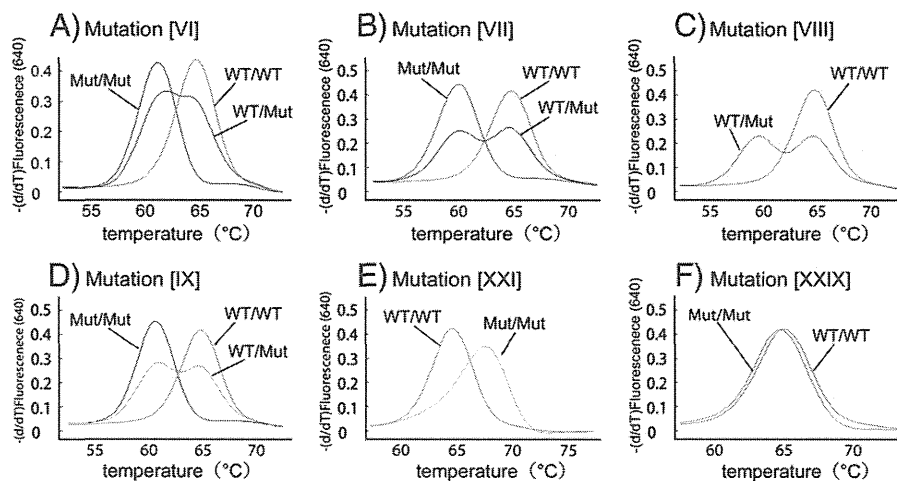 A) Mutation [VI]
-(d/dT)Fluorescenece (640)
0.4
0.3
0.2
0.1
0
Mut/Mut
WT/WT
WT/Mut
55 60 65 70
temperature (°C)
B) Mutation [VII]
-(d/dT)Fluorescenece (640)
0.5
0.4
0.3
0.2
0.1
0
Mut/Mut
WT/WT
WT/Mut
55 60 65 70
temperature (°C)
C) Mutation [VIII]
-(d/dT)Fluorescenece (640)
0.5
0.4
0.3
0.2
0.1
0
WT/WT
WT/Mut
55 60 65 70
temperature (°C)
D) Mutation [IX]
-(d/dT)Fluorescenece (640)
0.5
0.4
0.3
0.2
0.1
0
Mut/Mut
WT/WT
WT/Mut
55 60 65 70
temperature (°C)
E) Mutation [XXI]
-(d/dT)Fluorescenece (640)
0.5
0.4
0.3
0.2
0.1
0
WT/WT
Mut/Mut
60 65 70 75
temperature (°C)
F) Mutation [XXIX]
-(d/dT)Fluorescenece (640)
0.5
0.4
0.3
0.2
0.1
0
Mut/Mut
WT/WT
60 65 70
temperature (°C)